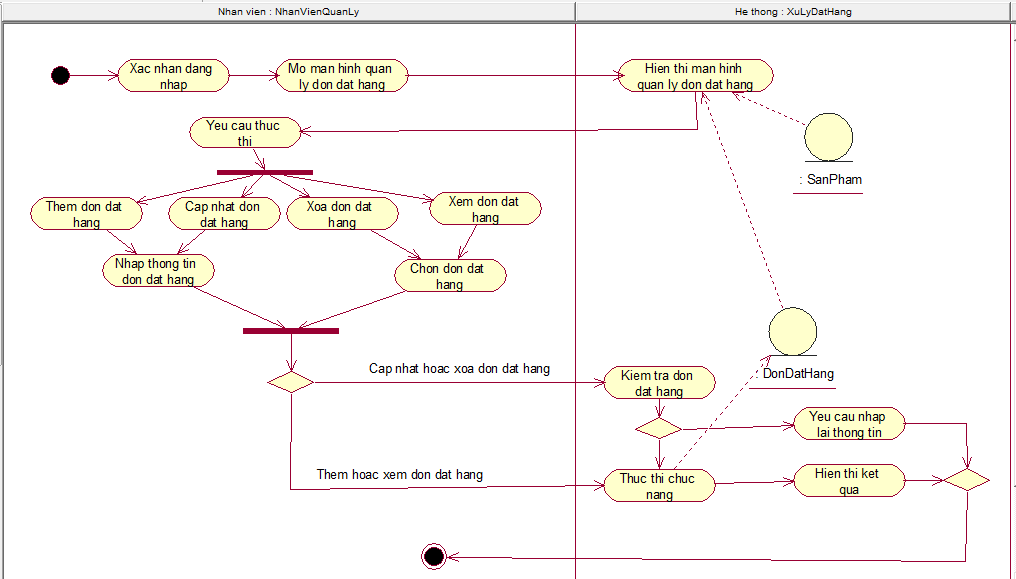 Nhan vien : NhanVienQuanLy
He thong : XuLyDatHang
Xac nhan dang
nhap
Mo man hinh quan
ly don dat hang
Hien thi man hinh
quan ly don dat hang
Yeu cau thuc
thi
: SanPham
Them don dat
hang
Cap nhat don
dat hang
Xoa don dat
hang
Xem don dat
hang
Nhap thong tin
don dat hang
Chon don dat
hang
Cap nhat hoac xoa don dat hang
Kiem tra don
dat hang
DonDatHang
Yeu cau nhap
lai thong tin
Them hoac xem don dat hang
Thuc thi chuc
nang
Hien thi ket
qua